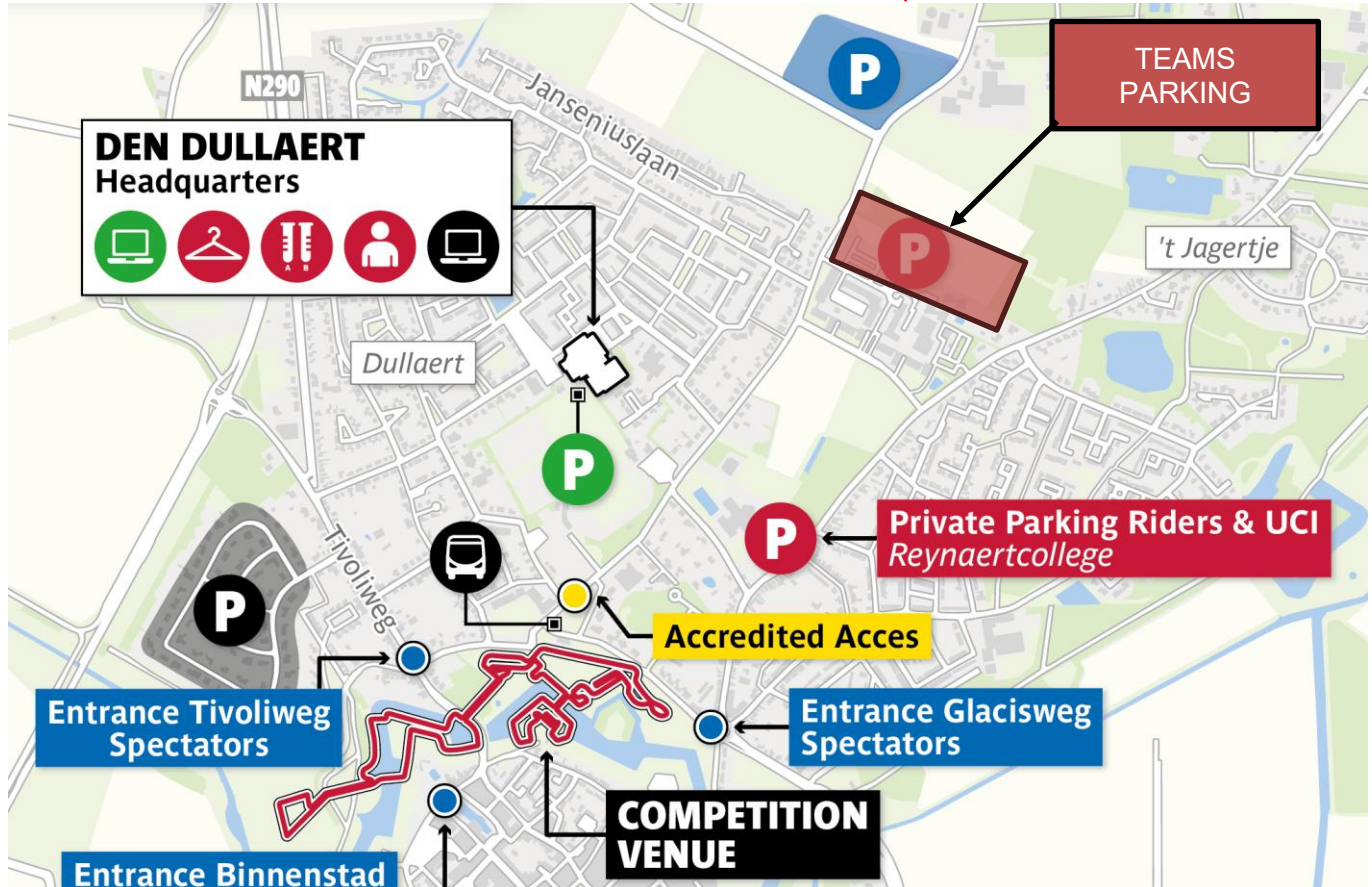 TEAMS
PARKING
P
N290
Janseniuslaan
DEN DULLAERT
Headquarters
A B
P
't Jagertje
Dullaert
P
P
Private Parking Riders & UCI
Reynaertcollege
Tivoliweg
P
Accredited Acces
Entrance Tivoliweg
Spectators
Entrance Glacisweg
Spectators
COMPETITION
VENUE
Entrance Binnenstad